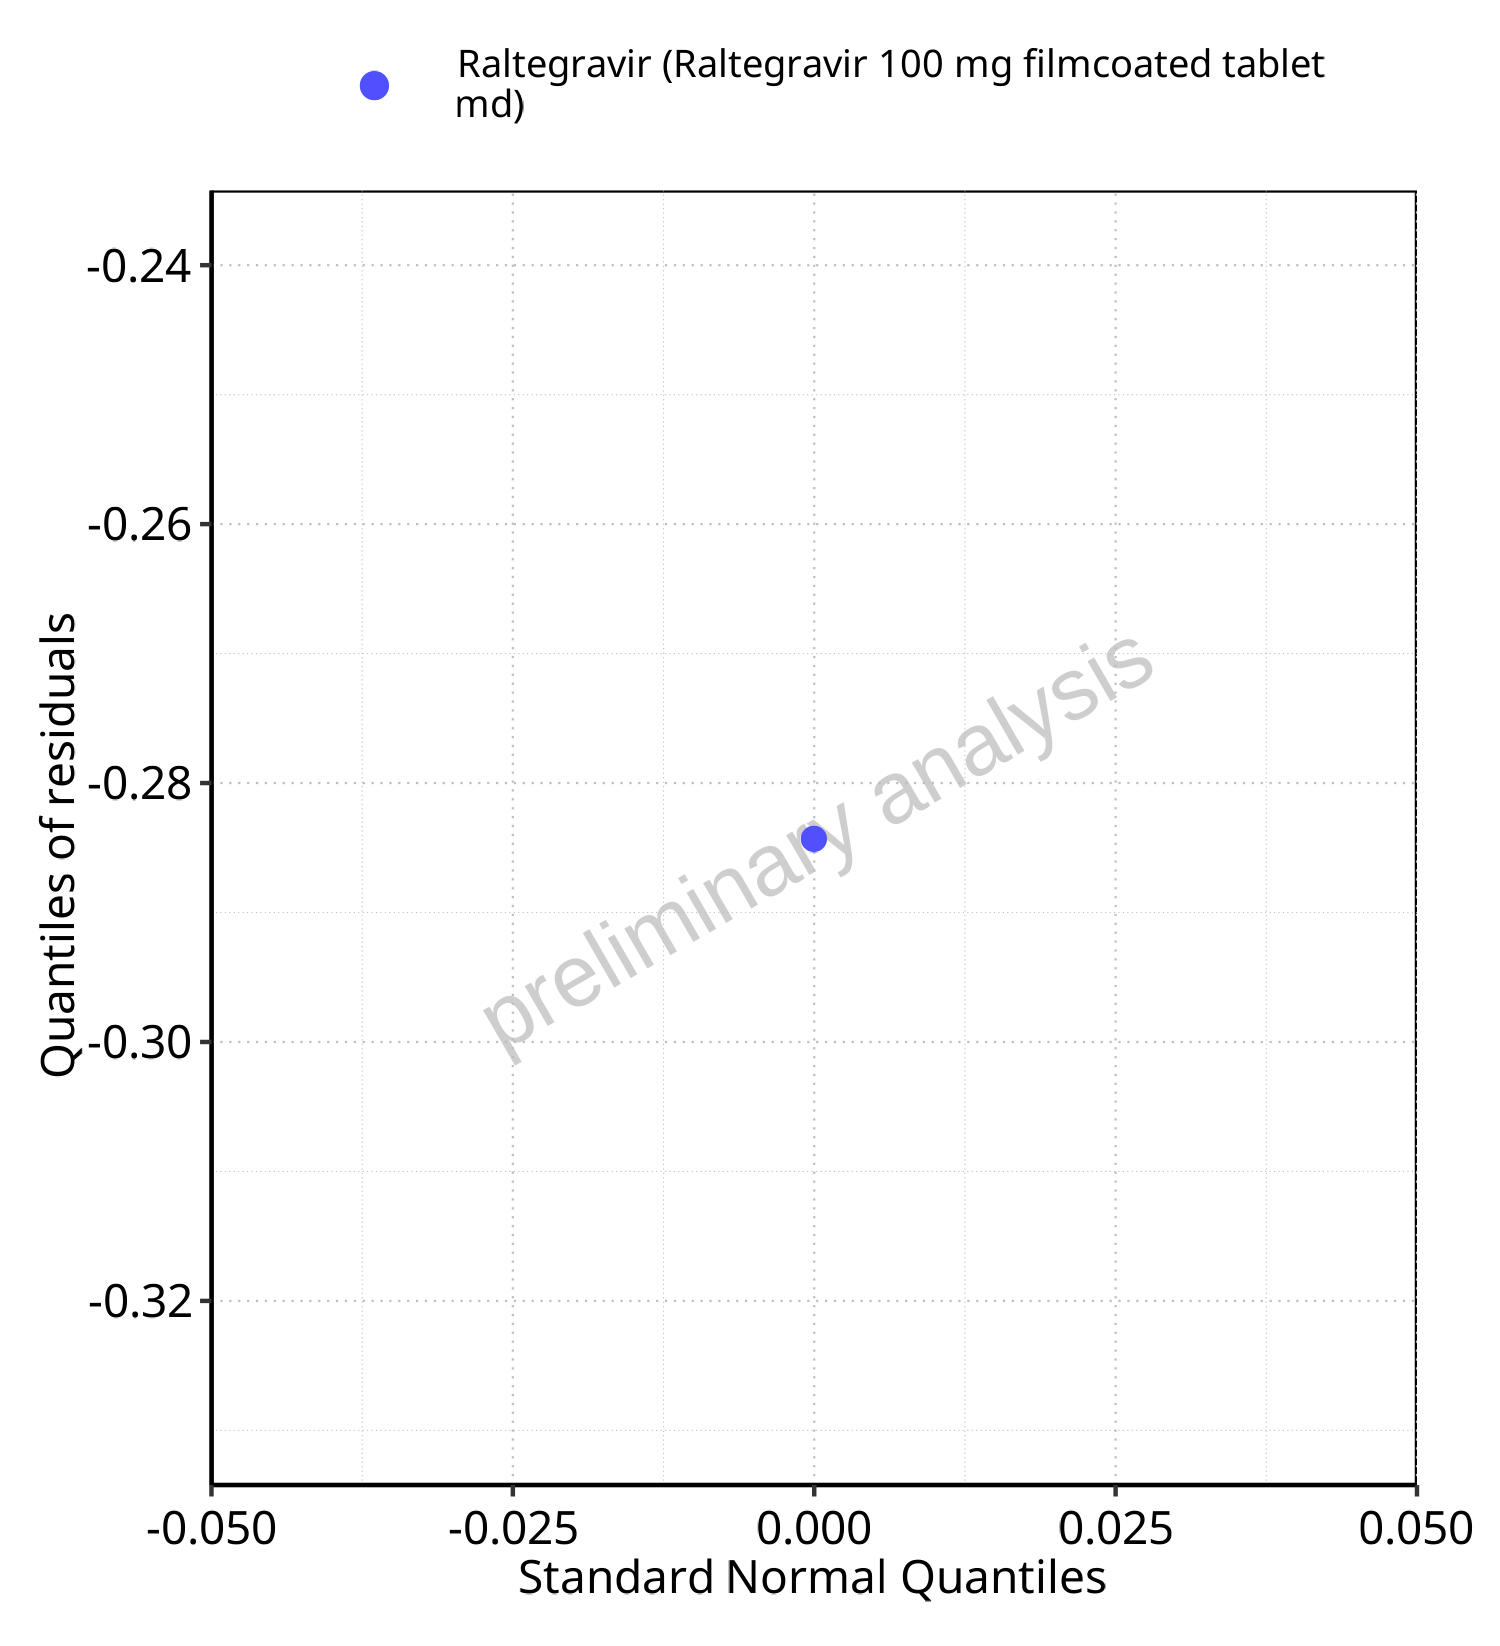 Raltegravir (Raltegravir 100 mg filmcoated tablet
md)
-0.24
-0.26
-0.28
-0.30
-0.32
Quantiles of residuals
preliminary analysis
-0.050
-0.025
0.000
0.025
0.050
Standard Normal Quantiles